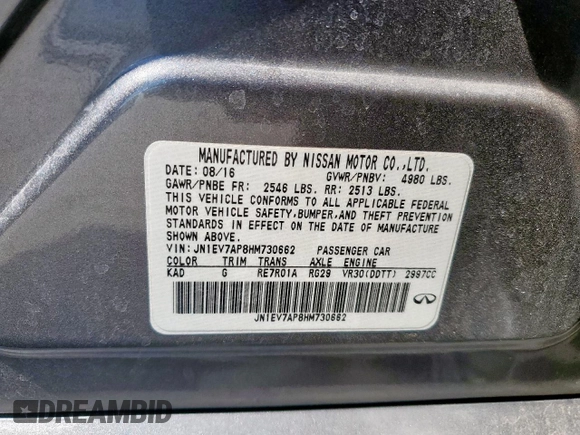 MANUFACTURED BY NISSAN MOTOR CO.,LTD.
DATE: 08/16 GVWR/PNBV: 4980 LBS.
GAWR/PNBE FR: 2546 LBS. RR: 2513 LBS.
THIS VEHICLE CONFORMS TO ALL APPLICABLE FEDERAL
MOTOR VEHICLE SAFETY,BUMPER,AND THEFT PREVENTION
STANDARDS IN EFFECT ON THE DATE OF MANUFACTURE
SHOWN ABOVE.
VIN: JN1EV7AP8HM730662 PASSENGER CAR
COLOR TRIM TRANS AXLE ENGINE
KAD G RE7R01A RG29 VR30(DDTT) 2997CC
JN1EV7AP8HM730662
DREAMBID